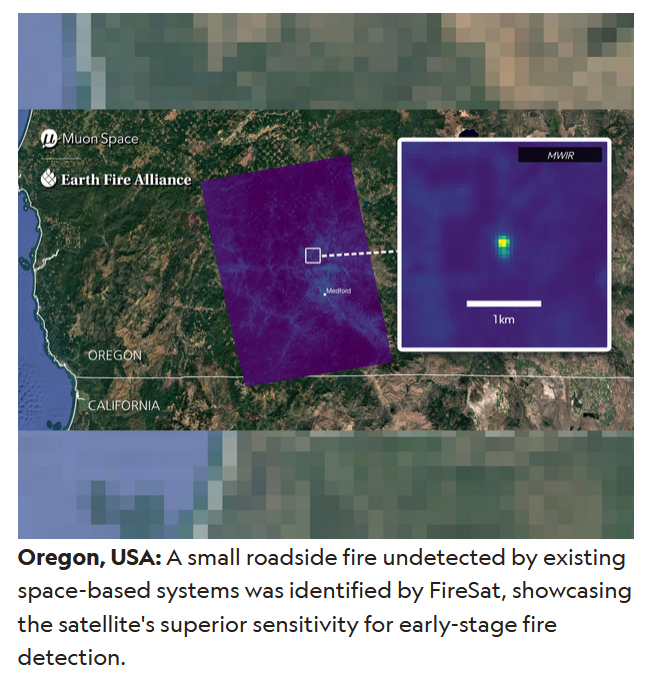 Muon Space
Earth Fire Alliance
MWIR
Medford
1km
OREGON
CALIFORNIA
Oregon, USA: A small roadside fire undetected by existing
space-based systems was identified by FireSat, showcasing
the satellite's superior sensitivity for early-stage fire
detection.